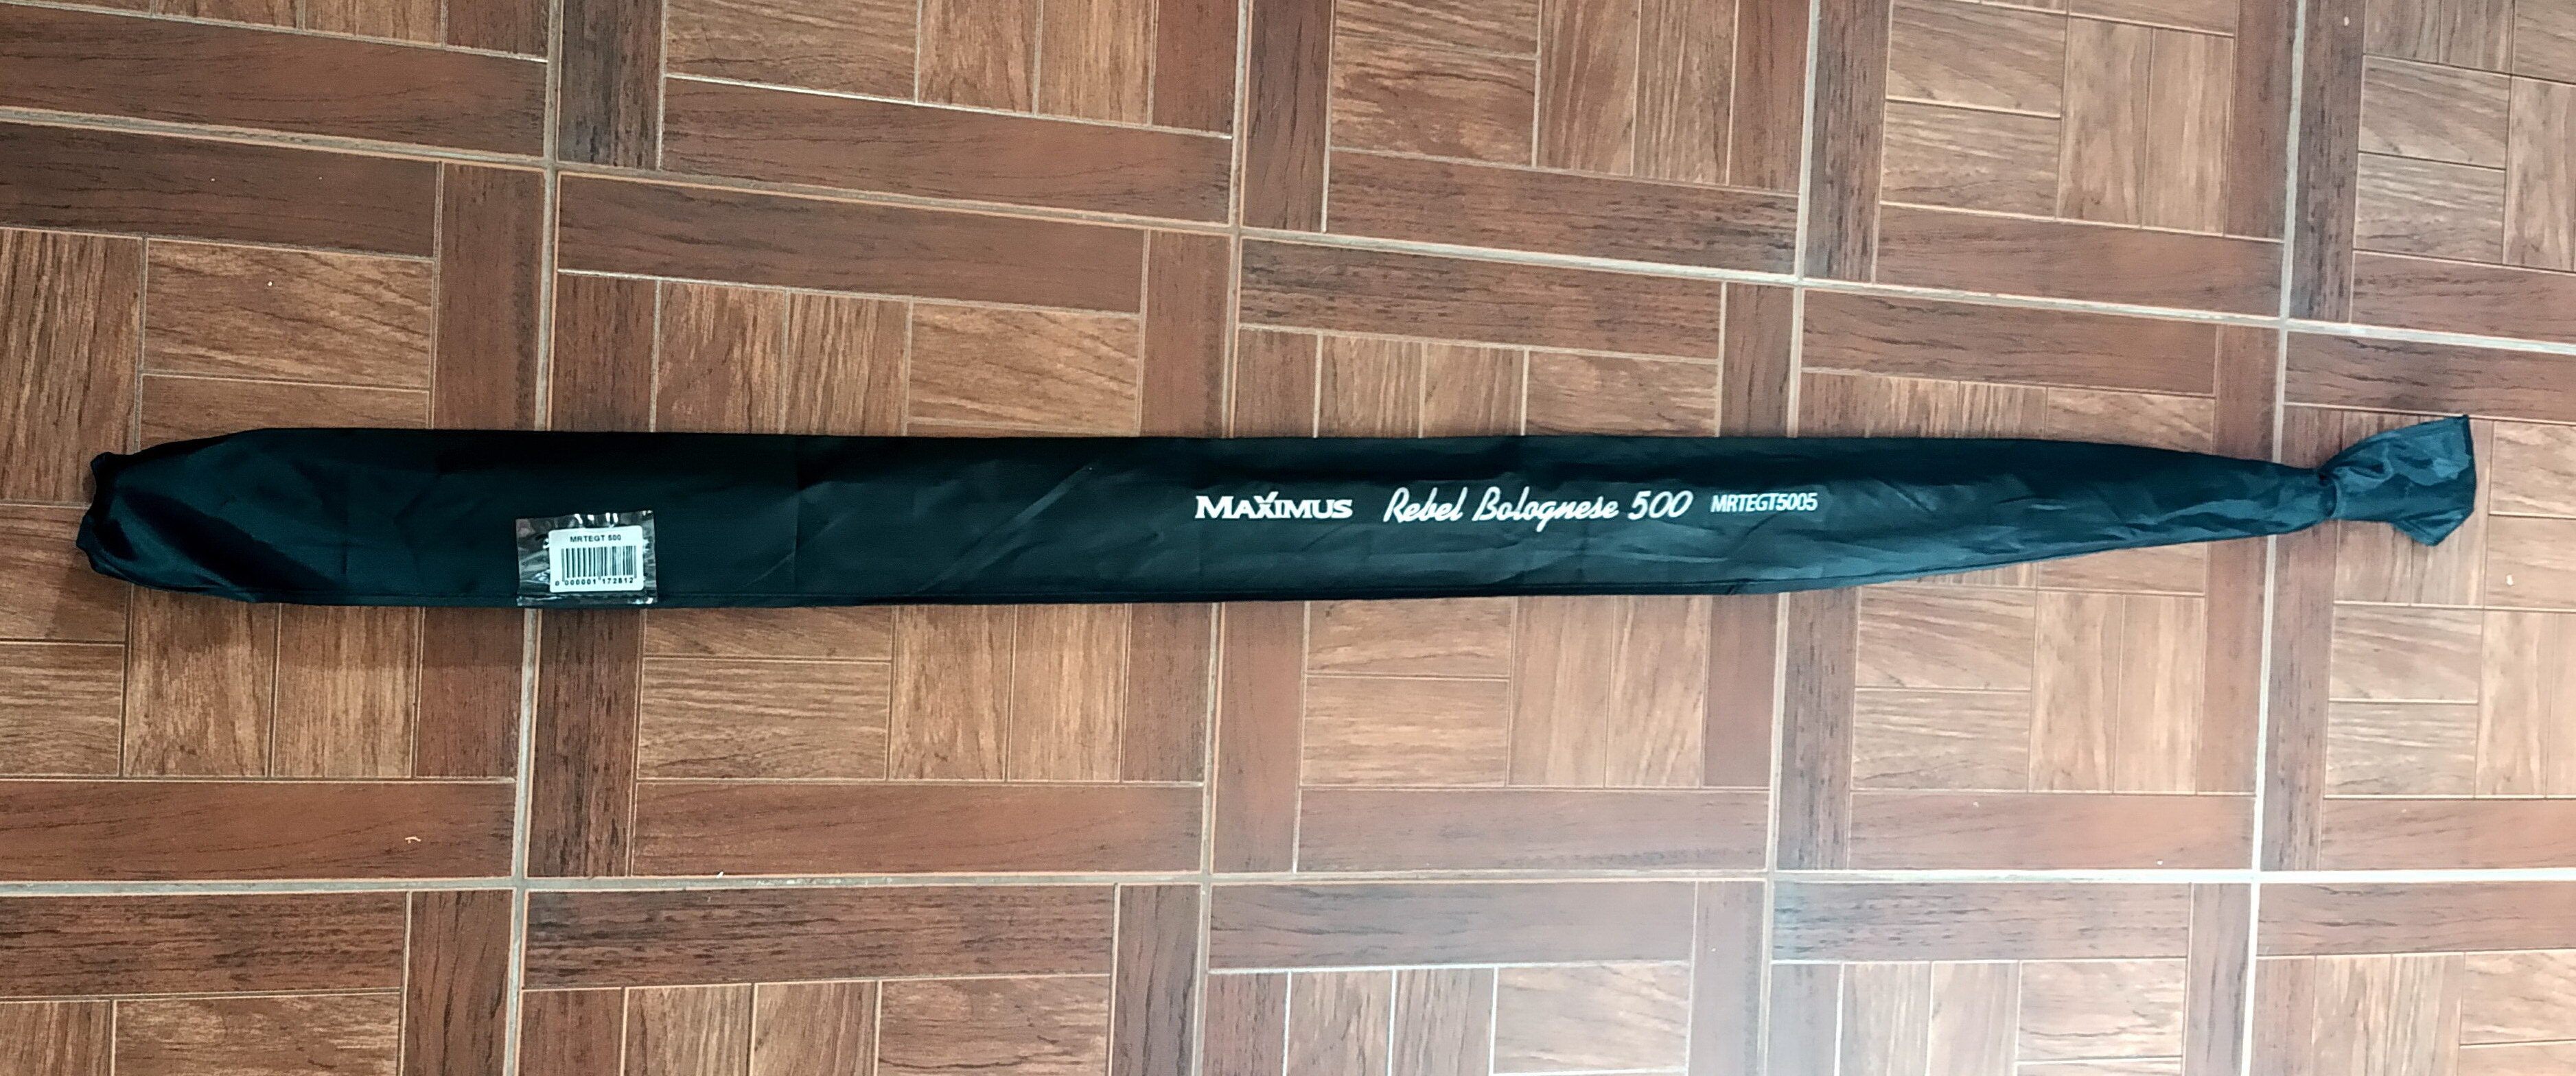 MAXIMUS Rebel Bolognese 500 MRTEGT5005
MRTEGT 500
0 000001 172812